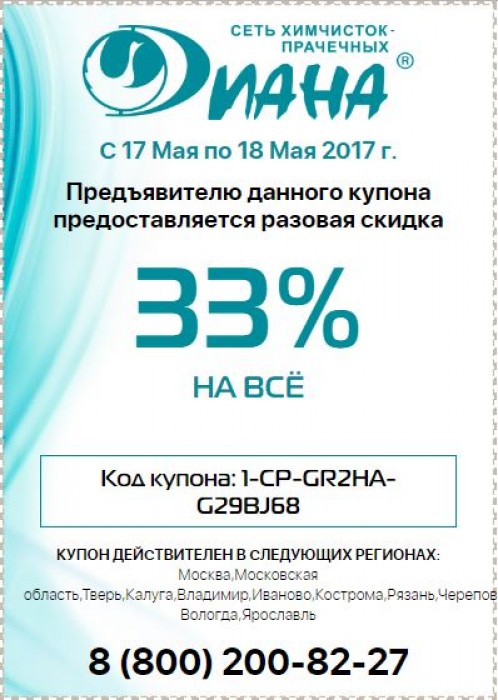 СЕТЬ ХИМЧИСТОК-
ПРАЧЕЧНЫХ
ДИАНА®
С 17 Мая по 18 Мая 2017 г.
Предъявителю данного купона
предоставляется разовая скидка
33%
НА ВСЁ
Код купона: 1-CP-GR2HA-
G29BJ68
КУПОН ДЕЙСТВИТЕЛЕН В СЛЕДУЮЩИХ РЕГИОНАХ:
Москва,Московская
область,Тверь,Калуга,Владимир,Иваново,Кострома,Рязань,Черепов
Вологда,Ярославль
8 (800) 200-82-27